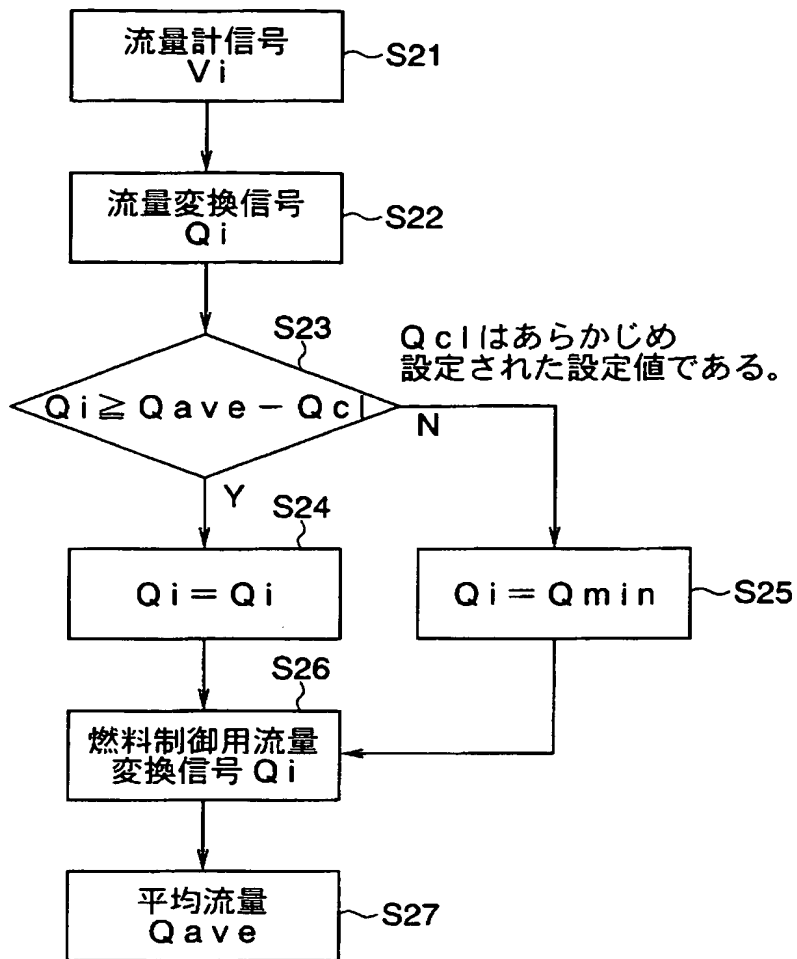 流量計信号
Vi
S21
流量変換信号
Qi
S22
S23
Qclはあらかじめ
設定された設定値である。
Qi≧Qave－Qcl
N
Y
S24
Qi＝Qi
Qi＝Qmin
S25
S26
燃料制御用流量
変換信号Qi
平均流量
Qave
S27